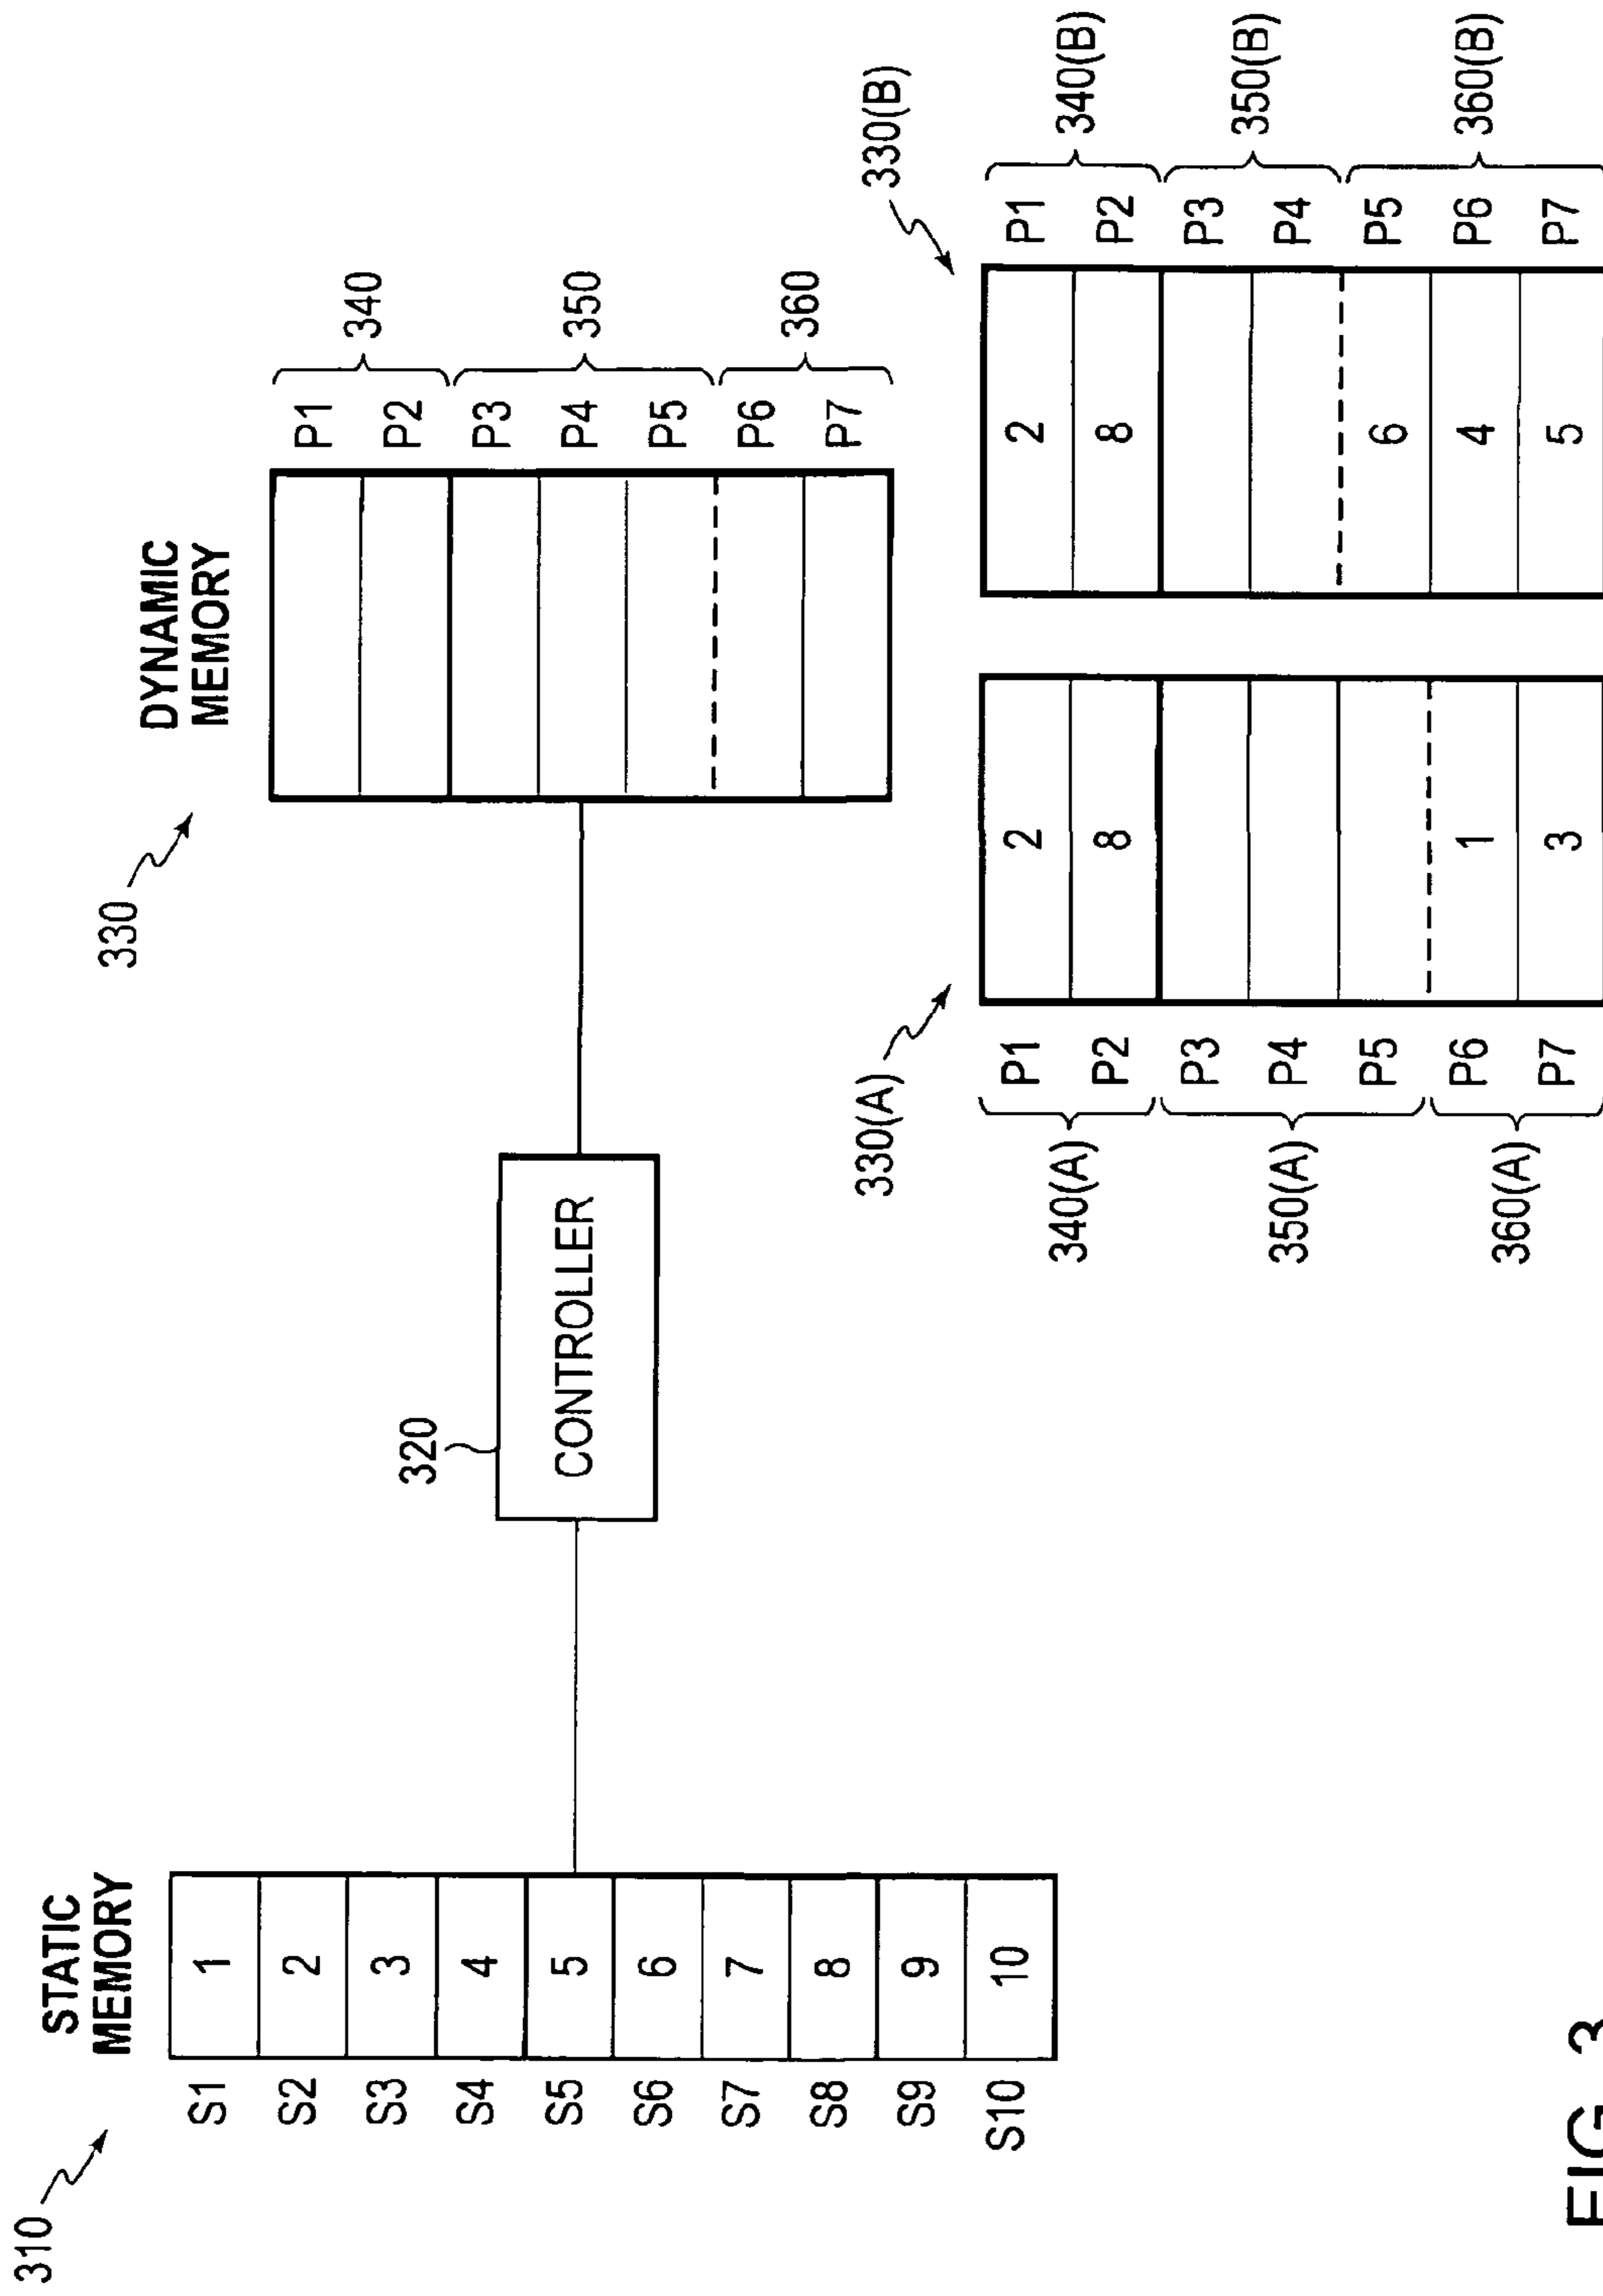 310
STATIC
MEMORY
S1 1
S2 2
S3 3
S4 4
S5 5
S6 6
S7 7
S8 8
S9 9
S10 10
320
CONTROLLER
330
DYNAMIC
MEMORY
P1
P2
P3
P4
P5
P6
P7
340
350
360
330(A)
340(A)
350(A)
360(A)
P1 2
P2 8
P3
P4
P5
P6 1
P7 3
330(B)
2 P1
8 P2
P3
P4
6 P5
4 P6
5 P7
340(B)
350(B)
360(B)
FIG. 3